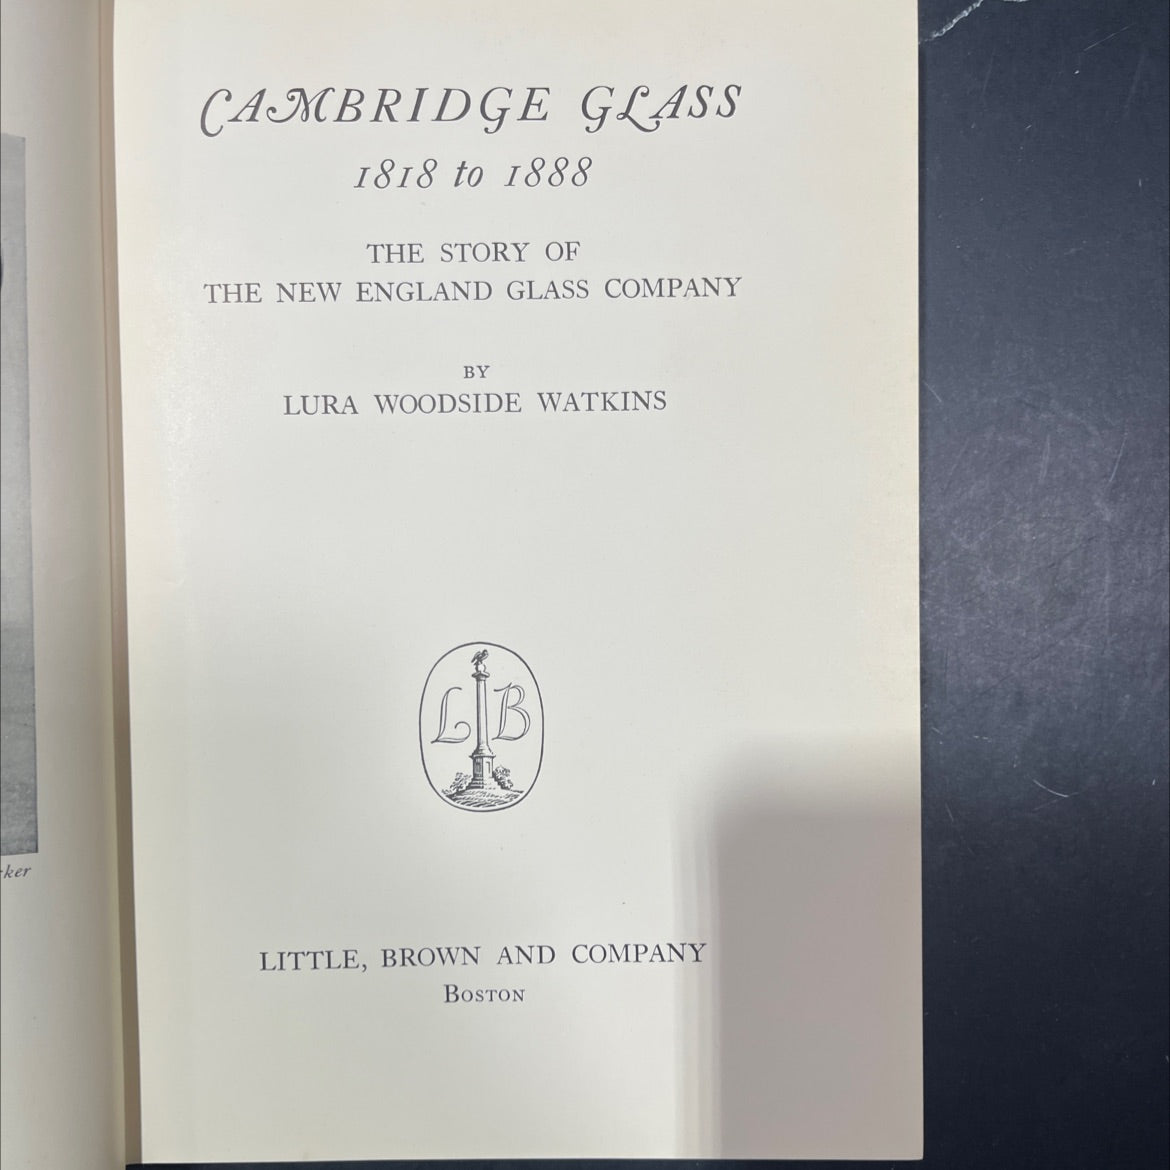 CAMBRIDGE GLASS
1818 to 1888
THE STORY OF
THE NEW ENGLAND GLASS COMPANY
BY
LURA WOODSIDE WATKINS
L B
LITTLE, BROWN AND COMPANY
BOSTON